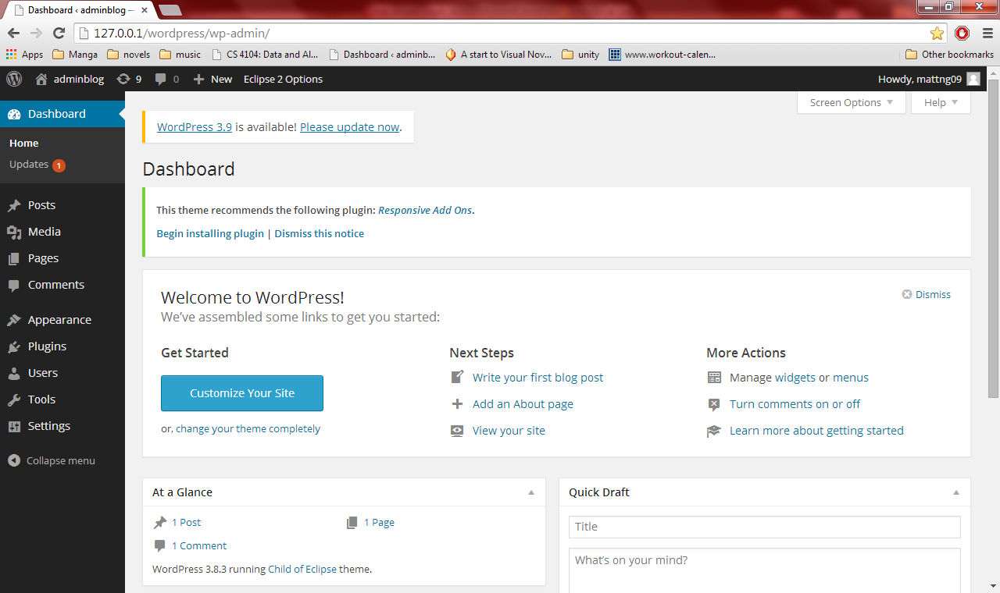 Dashboard ‹ adminblog —
127.0.0.1/wordpress/wp-admin/
Apps Manga novels music CS 4104: Data and Al... Dashboard ‹ adminb... A start to Visual Nov... unity www.workout-calen... Other bookmarks
adminblog 9 0 New Eclipse 2 Options Howdy, mattng09
Screen Options Help
Dashboard
Home
Updates 1
Posts
Media
Pages
Comments
Appearance
Plugins
Users
Tools
Settings
Collapse menu
WordPress 3.9 is available! Please update now.
Dashboard
This theme recommends the following plugin: Responsive Add Ons.
Begin installing plugin | Dismiss this notice
Welcome to WordPress!
Dismiss
We've assembled some links to get you started:
Get Started
Customize Your Site
or, change your theme completely
Next Steps
Write your first blog post
Add an About page
View your site
More Actions
Manage widgets or menus
Turn comments on or off
Learn more about getting started
At a Glance
1 Post 1 Page
1 Comment
WordPress 3.8.3 running Child of Eclipse theme.
Quick Draft
Title
What's on your mind?